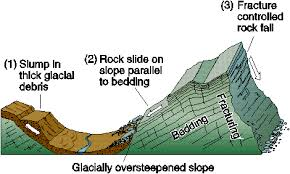 (3) Fracture
controlled
rock fall
(2) Rock slide on
slope parallel
to bedding
(1) Slump in
thick glacial
debris
Bedding
Fracturing
Glacially oversteepened slope